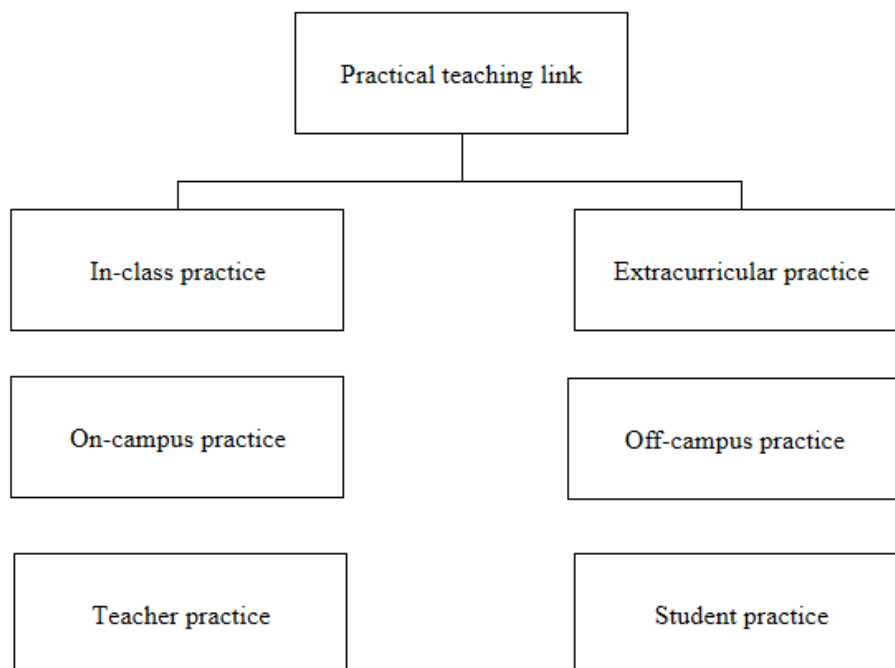 Practical teaching link
In-class practice
Extracurricular practice
On-campus practice
Off-campus practice
Teacher practice
Student practice